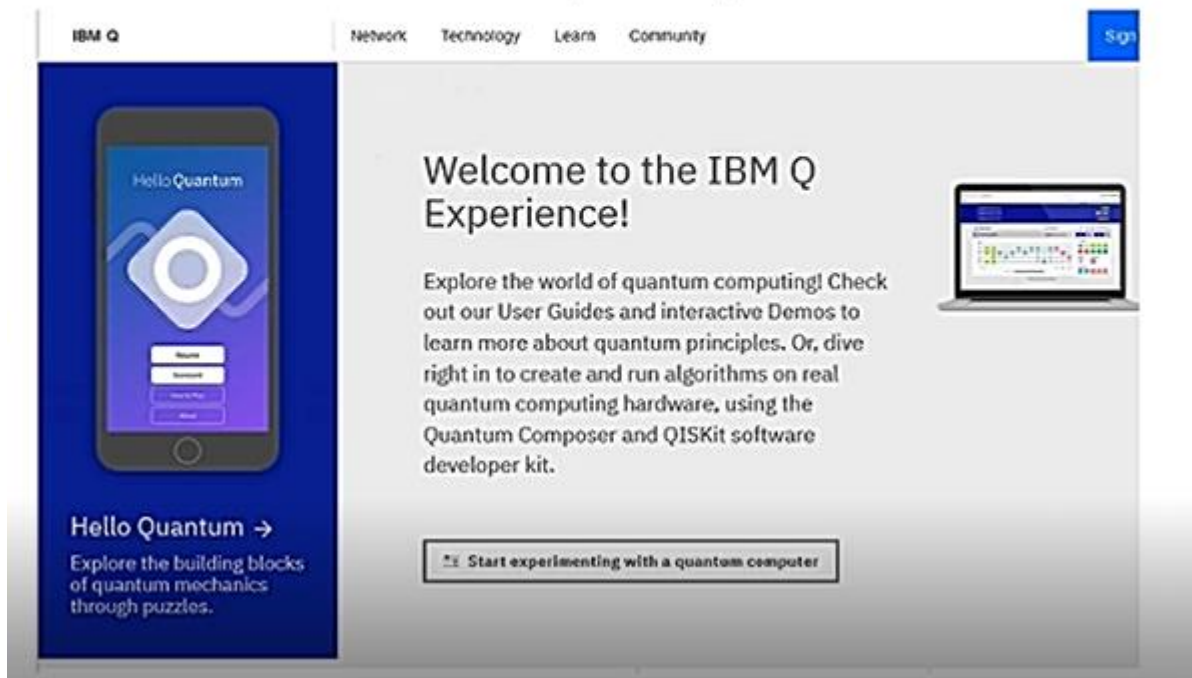 IBM Q
Network Technology Learn Community
Sign
Hello Quantum
Resume
Hello Quantum →
Explore the building blocks
of quantum mechanics
through puzzles.
Welcome to the IBM Q
Experience!
Explore the world of quantum computing! Check
out our User Guides and interactive Demos to
learn more about quantum principles. Or, dive
right in to create and run algorithms on real
quantum computing hardware, using the
Quantum Composer and QISKit software
developer kit.
Start experimenting with a quantum computer